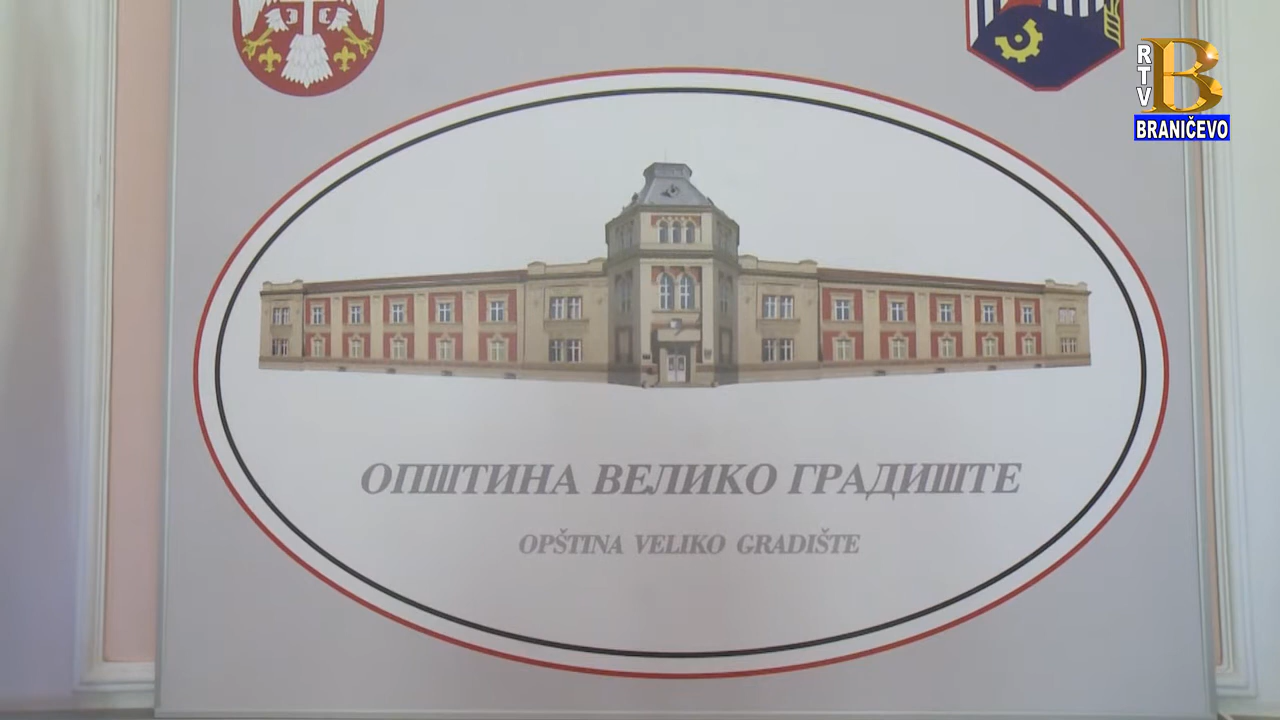 RTV
BRANIČEVO
ОПШТИНА ВЕЛИКО ГРАДИШТЕ
OPŠTINA VELIKO GRADIŠTE